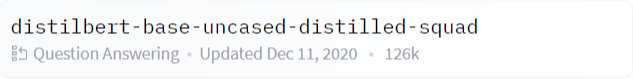 distilbert-base-uncased-distilled-squad
Question Answering • Updated Dec 11, 2020 • 126k